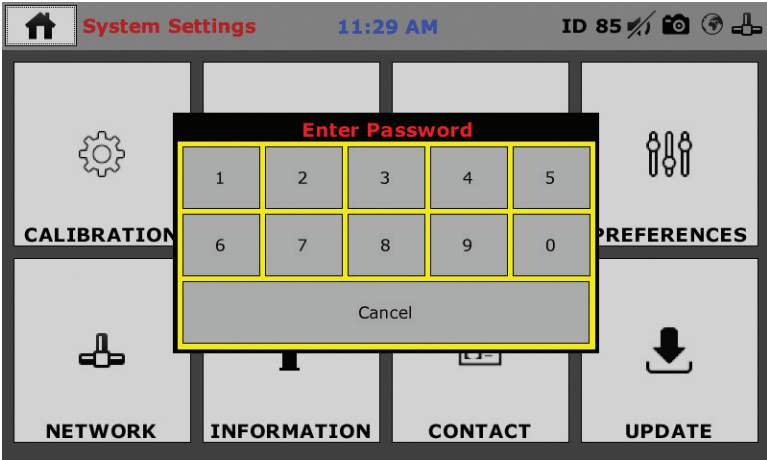 System Settings 11:29 AM ID 85
Enter Password
1 2 3 4 5
CALIBRATION PREFERENCES
6 7 8 9 0
Cancel
NETWORK INFORMATION CONTACT UPDATE